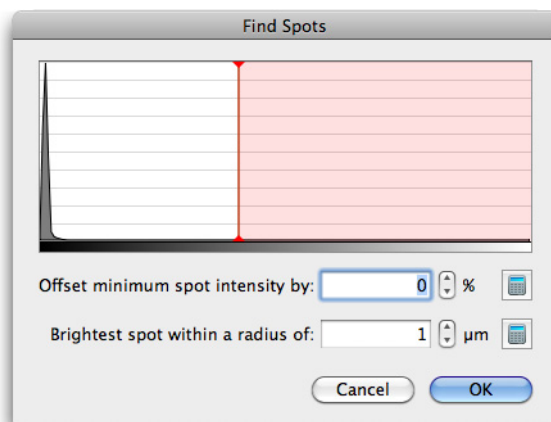 Find Spots
Offset minimum spot intensity by: 0 %
Brightest spot within a radius of: 1 µm
Cancel OK